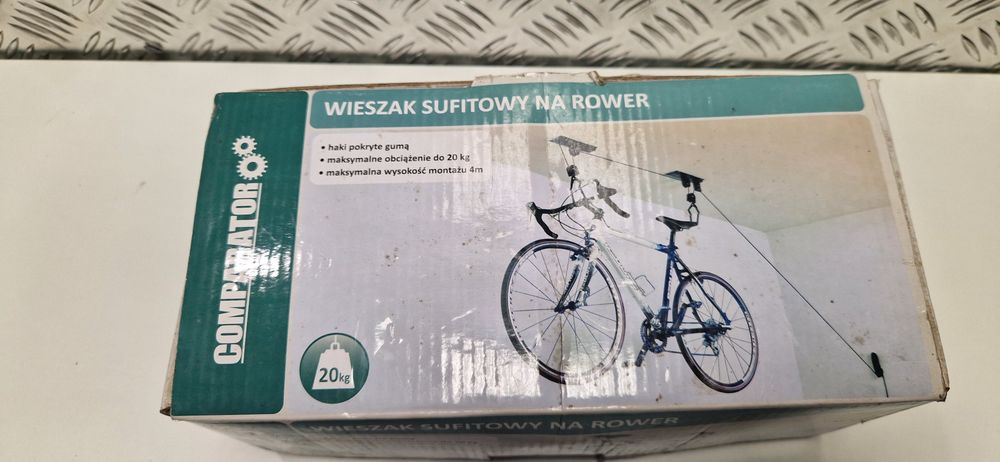 WIESZAK SUFITOWY NA ROWER
• haki pokryte gumą
• maksymalne obciążenie do 20 kg
• maksymalna wysokość montażu 4m
COMPARATOR
20kg
WIESZAK SUFITOWY NA ROWER